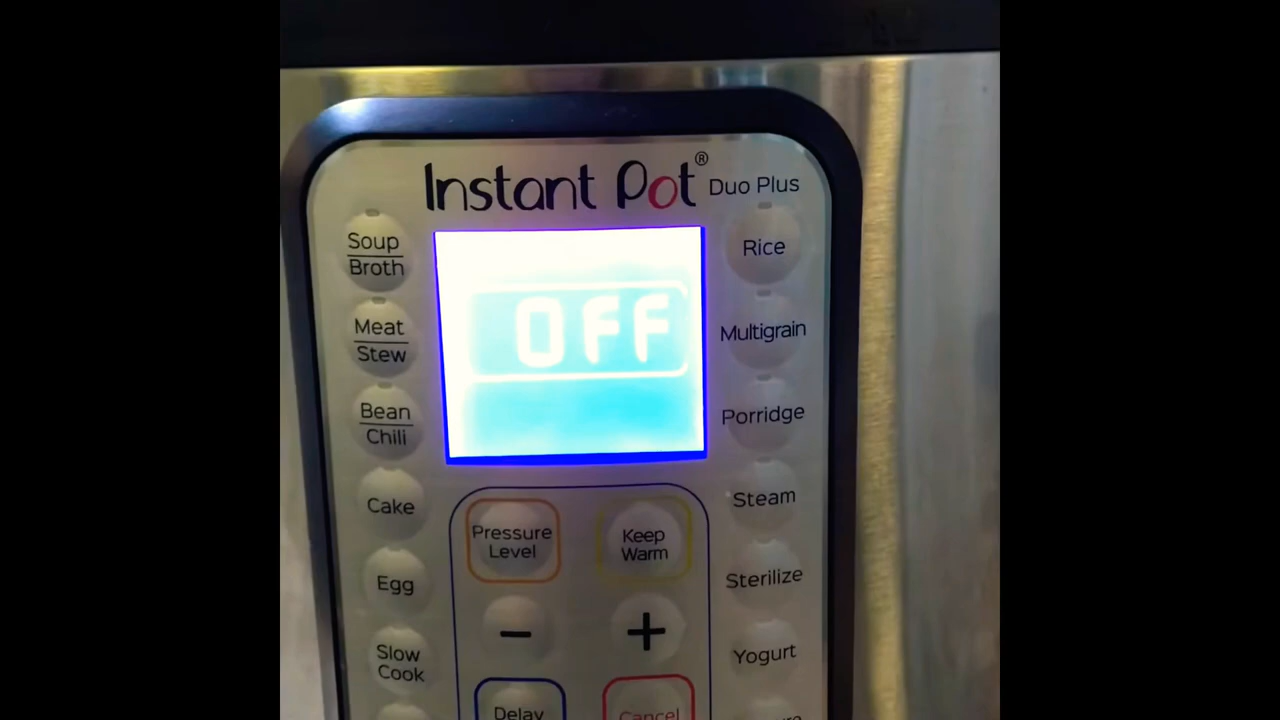 Instant Pot® Duo Plus
Soup
Broth
Meat
Stew
Bean
Chili
Cake
Egg
Slow
Cook
OFF
Pressure
Level
Keep
Warm
- +
Delay
Cancel
Rice
Multigrain
Porridge
Steam
Sterilize
Yogurt